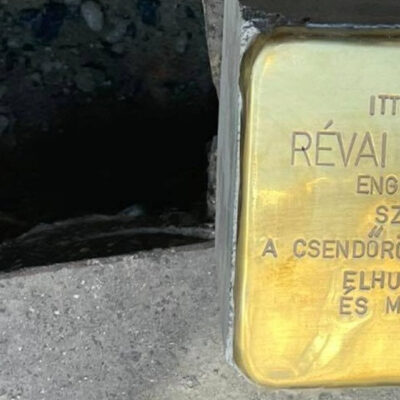 ITT
RÉVAI
ENG
SZ
A CSENDŐR
ELHU
ÉS M